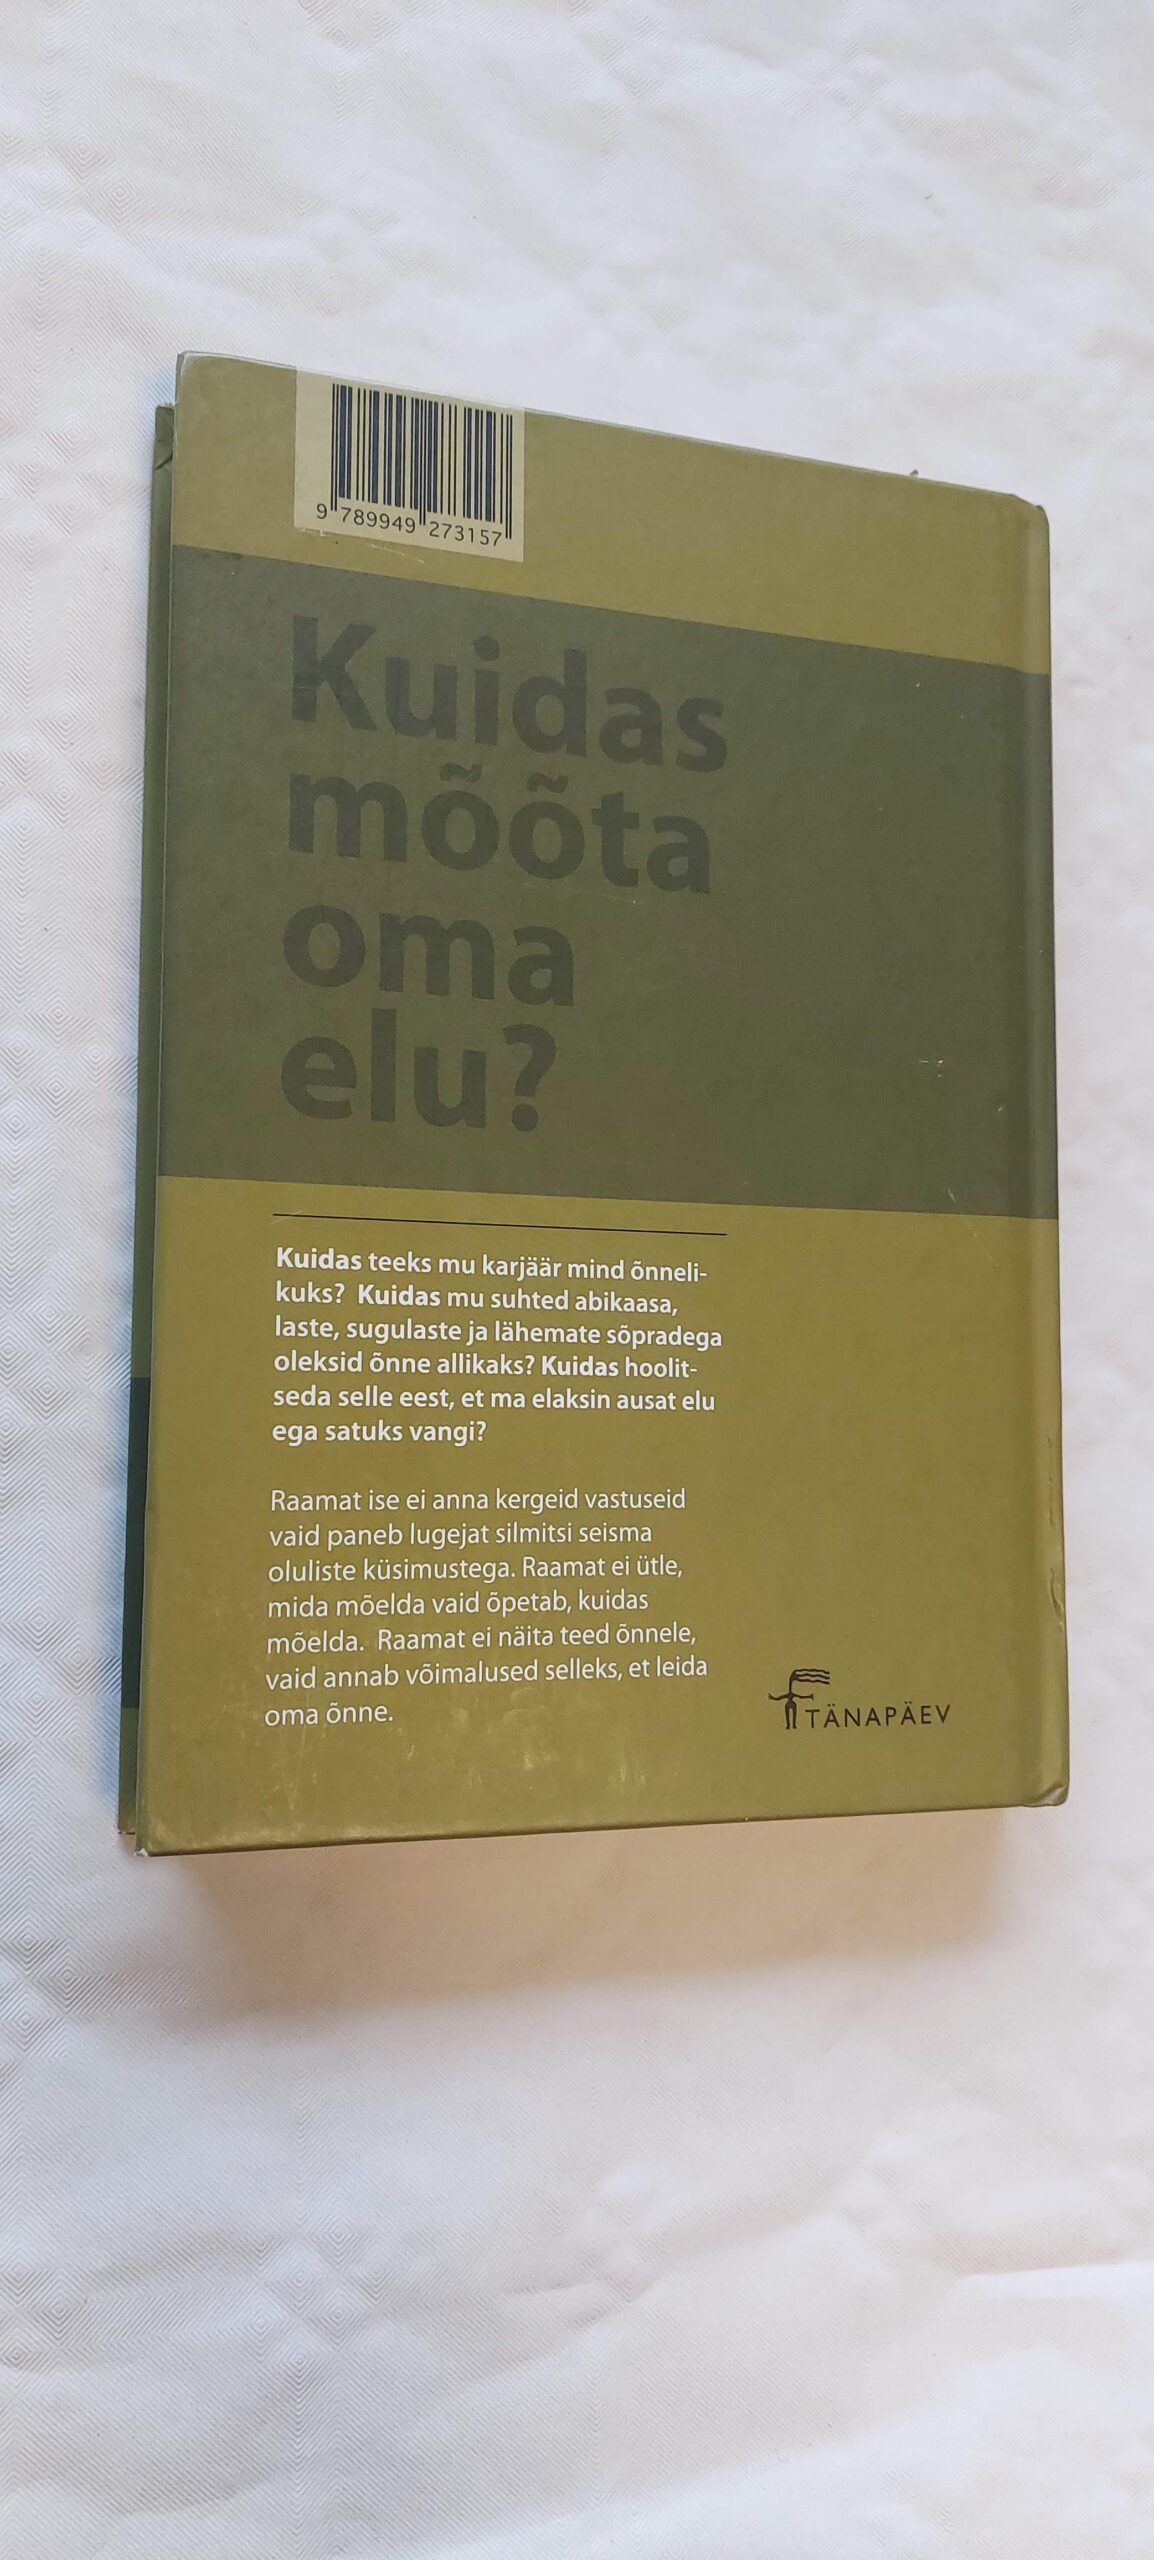 9 789949 273157
Kuidas
mõõta
oma
elu?
Kuidas teeks mu karjäär mind õnneli-
kuks? Kuidas mu suhted abikaasa,
laste, sugulaste ja lähemate sõpradega
oleksid õnne allikaks? Kuidas hoolit-
seda selle eest, et ma elaksin ausat elu
ega satuks vangi?
Raamat ise ei anna kergeid vastuseid
vaid paneb lugejat silmitsi seisma
oluliste küsimustega. Raamat ei ütle,
mida mõelda vaid õpetab, kuidas
mõelda. Raamat ei näita teed õnnele,
vaid annab võimalused selleks, et leida
oma õnne.
TÄNAPÄEV